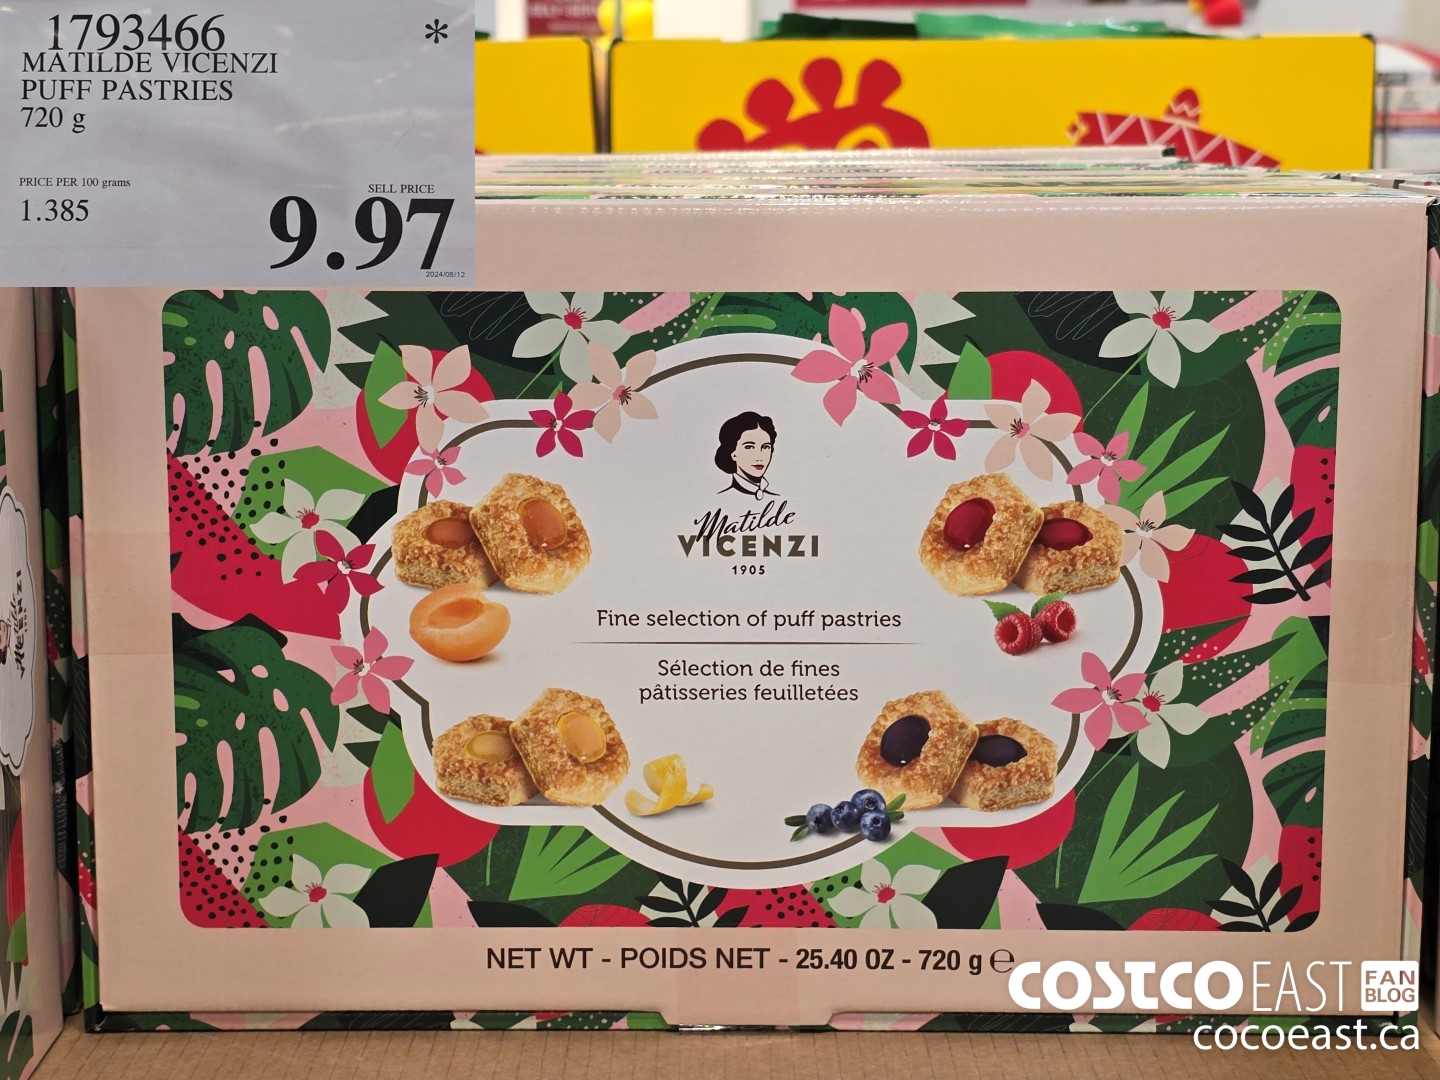 1793466 *
MATILDE VICENZI
PUFF PASTRIES
720 g
PRICE PER 100 grams
1.385
SELL PRICE
9.97
2024/05/12
Matilde
VICENZI
1905
Fine selection of puff pastries
Sélection de fines
pâtisseries feuilletées
NET WT - POIDS NET - 25.40 OZ - 720 g ℮
COSTCO EAST FAN
BLOG
cocoeast.ca